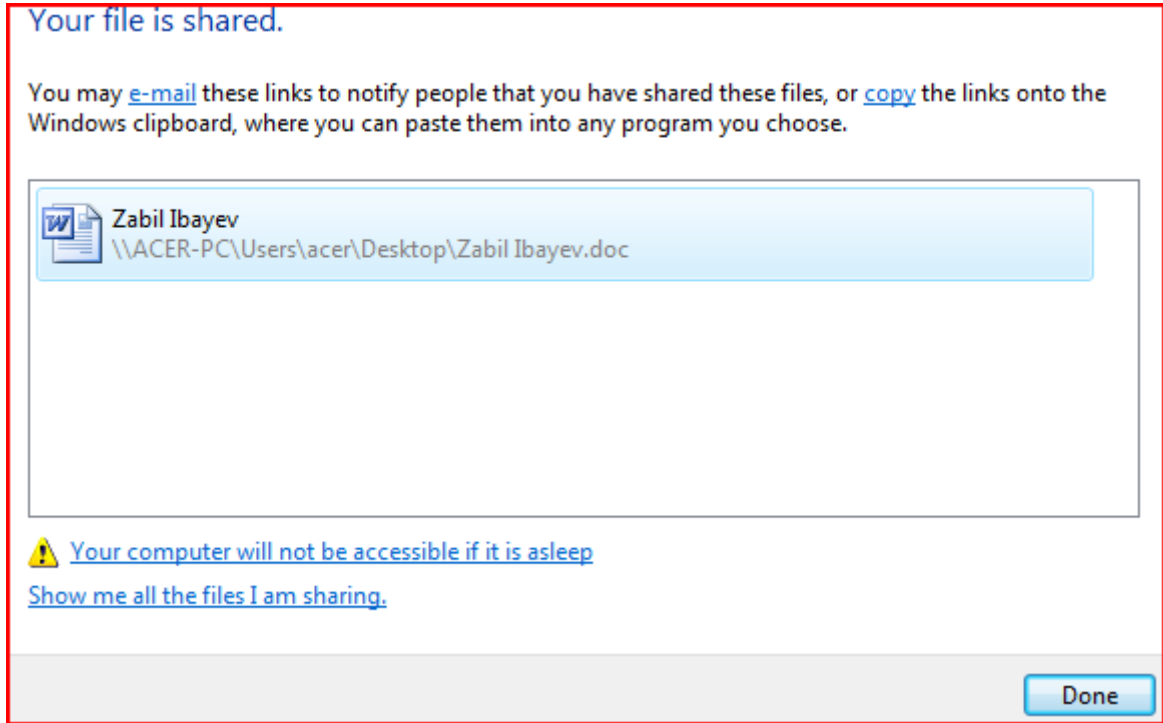 Your file is shared.
You may e-mail these links to notify people that you have shared these files, or copy the links onto the
Windows clipboard, where you can paste them into any program you choose.
Zabil Ibayev
\\ACER-PC\Users\acer\Desktop\Zabil Ibayev.doc
Your computer will not be accessible if it is asleep
Show me all the files I am sharing.
Done